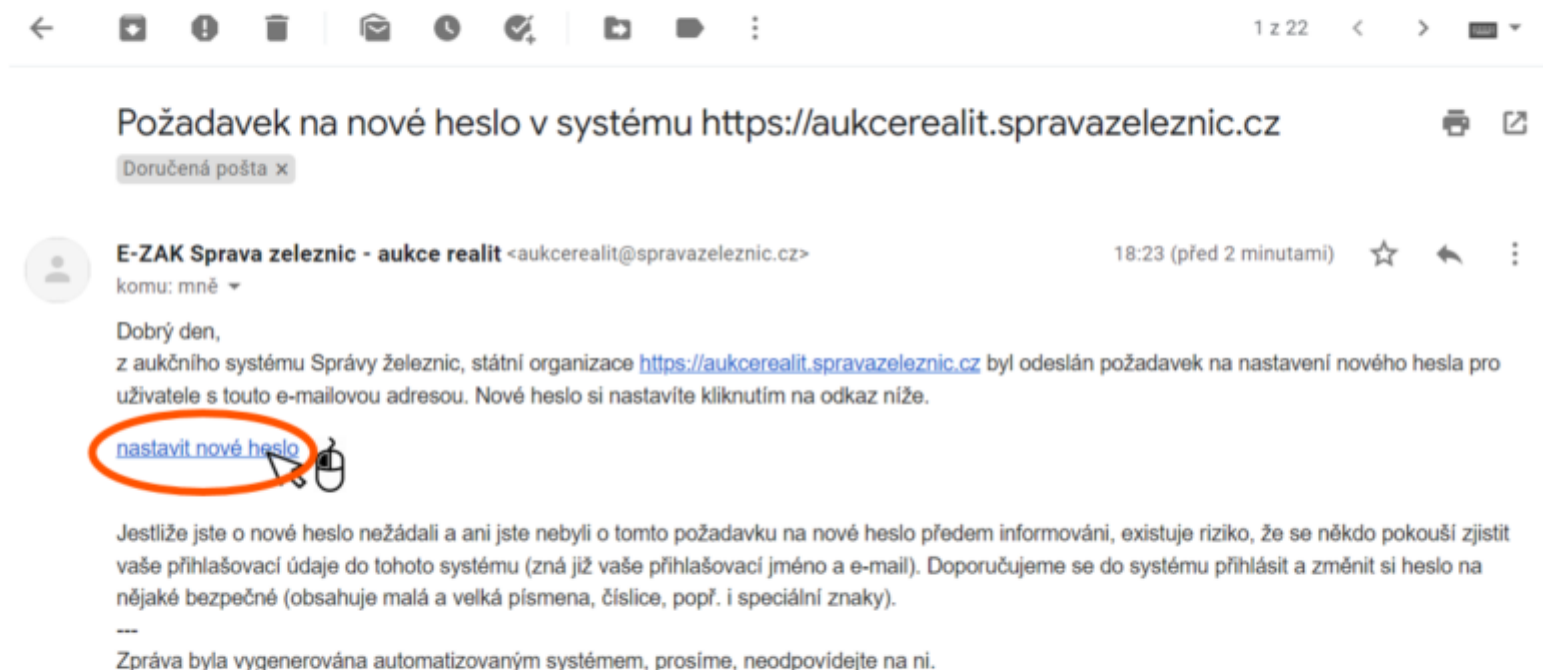 1 z 22
Požadavek na nové heslo v systému https://aukcerealit.spravazeleznic.cz
Doručená pošta x
E-ZAK Sprava zeleznic - aukce realit <aukcerealit@spravazeleznic.cz>
18:23 (před 2 minutami)
komu: mně
Dobrý den,
z aukčního systému Správy železnic, státní organizace https://aukcerealit.spravazeleznic.cz byl odeslán požadavek na nastavení nového hesla pro
uživatele s touto e-mailovou adresou. Nové heslo si nastavíte kliknutím na odkaz níže.
nastavit nové heslo
Jestliže jste o nové heslo nežádali a ani jste nebyli o tomto požadavku na nové heslo předem informováni, existuje riziko, že se někdo pokouší zjistit
vaše přihlašovací údaje do tohoto systému (zná již vaše přihlašovací jméno a e-mail). Doporučujeme se do systému přihlásit a změnit si heslo na
nějaké bezpečné (obsahuje malá a velká písmena, číslice, popř. i speciální znaky).
---
Zpráva byla vygenerována automatizovaným systémem, prosíme, neodpovídejte na ni.